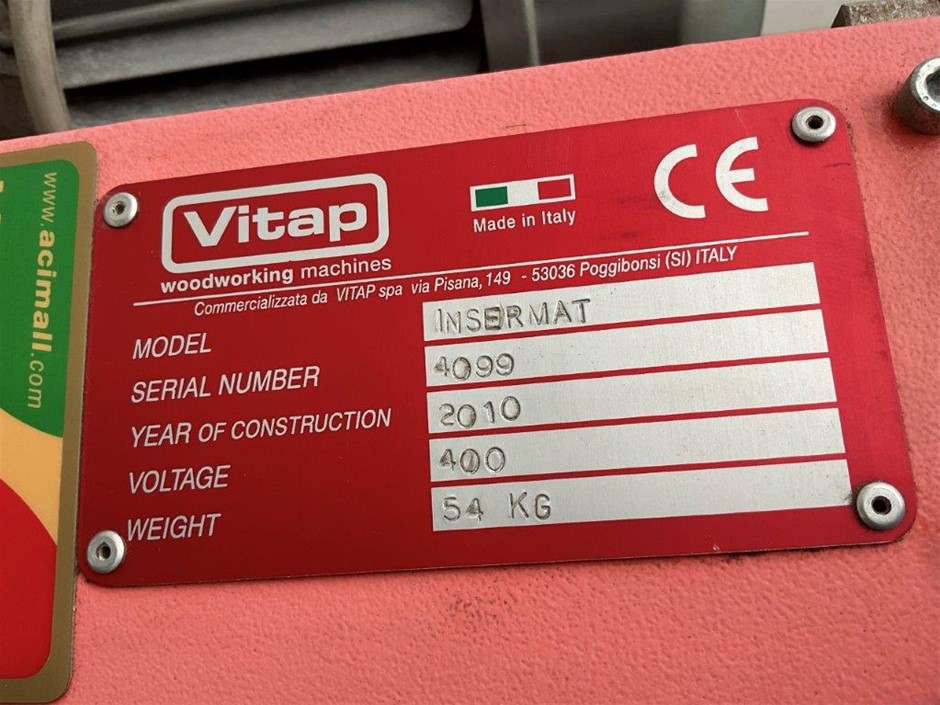 www.acimall.com
Vitap
woodworking machines
Made in Italy
CE
Commercializzata da VITAP spa via Pisana, 149 - 53036 Poggibonsi (SI) ITALY
MODEL INSERMAT
SERIAL NUMBER 4099
YEAR OF CONSTRUCTION 2010
VOLTAGE 400
WEIGHT 54 KG